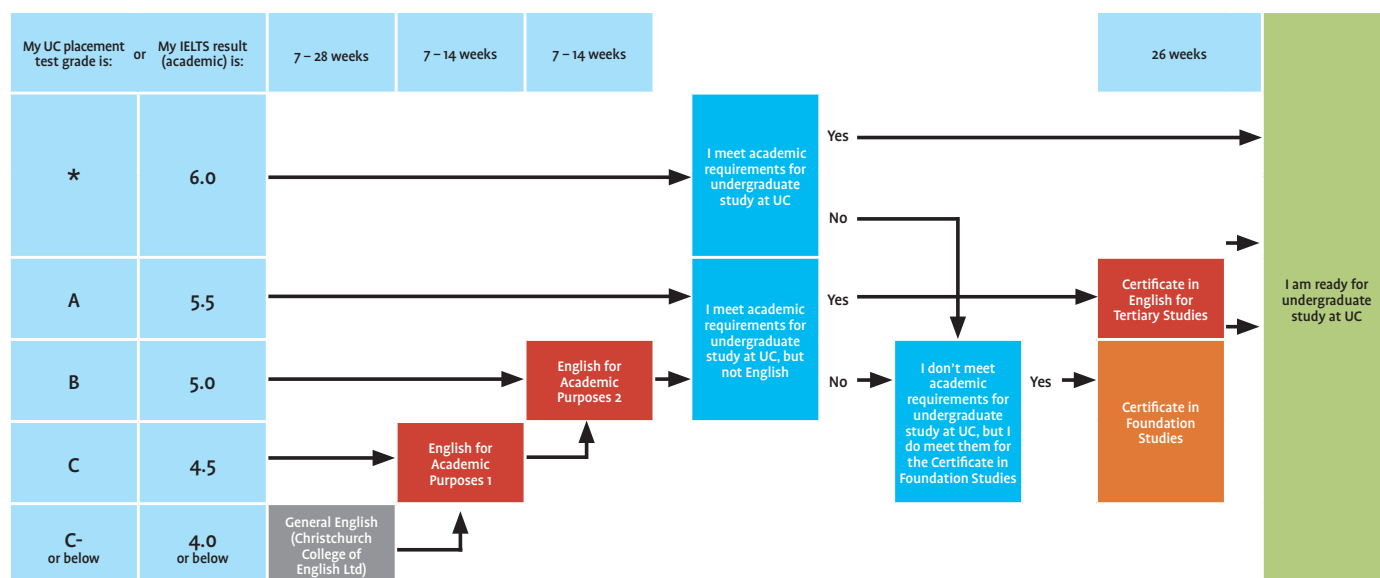 My UC placement
test grade is:
or
My IELTS result
(academic) is:
7 – 28 weeks
7 – 14 weeks
7 – 14 weeks
26 weeks
*
6.0
I meet academic
requirements for
undergraduate
study at UC
Yes
No
A
5.5
I meet academic
requirements for
undergraduate
study at UC, but
not English
Yes
No
Certificate in
English for
Tertiary Studies
I am ready for
undergraduate
study at UC
B
5.0
English for
Academic
Purposes 2
I don't meet
academic
requirements for
undergraduate
study at UC, but I
do meet them for
the Certificate in
Foundation Studies
Yes
Certificate in
Foundation
Studies
C
4.5
English for
Academic
Purposes 1
C-
or below
4.0
or below
General English
(Christchurch
College of
English Ltd)